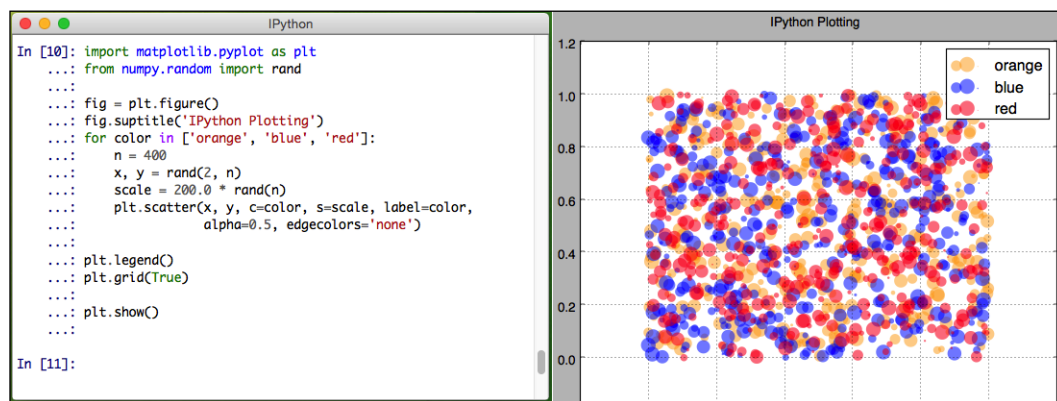 IPython
In [10]: import matplotlib.pyplot as plt
...: from numpy.random import rand
...:
...: fig = plt.figure()
...: fig.suptitle('IPython Plotting')
...: for color in ['orange', 'blue', 'red']:
...:     n = 400
...:     x, y = rand(2, n)
...:     scale = 200.0 * rand(n)
...:     plt.scatter(x, y, c=color, s=scale, label=color,
...:                 alpha=0.5, edgecolors='none')
...:
...: plt.legend()
...: plt.grid(True)
...:
...: plt.show()
...:
In [11]:
IPython Plotting
1.2
1.0
0.8
0.6
0.4
0.2
0.0
orange
blue
red